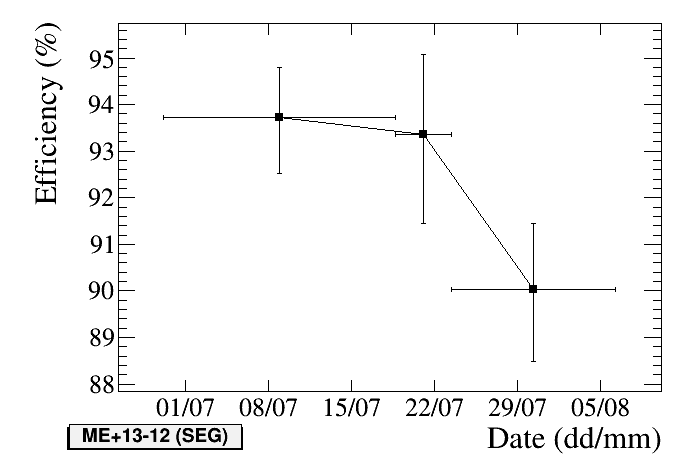 Efficiency (%)
95
94
93
92
91
90
89
88
01/07 08/07 15/07 22/07 29/07 05/08
ME+13-12 (SEG)
Date (dd/mm)